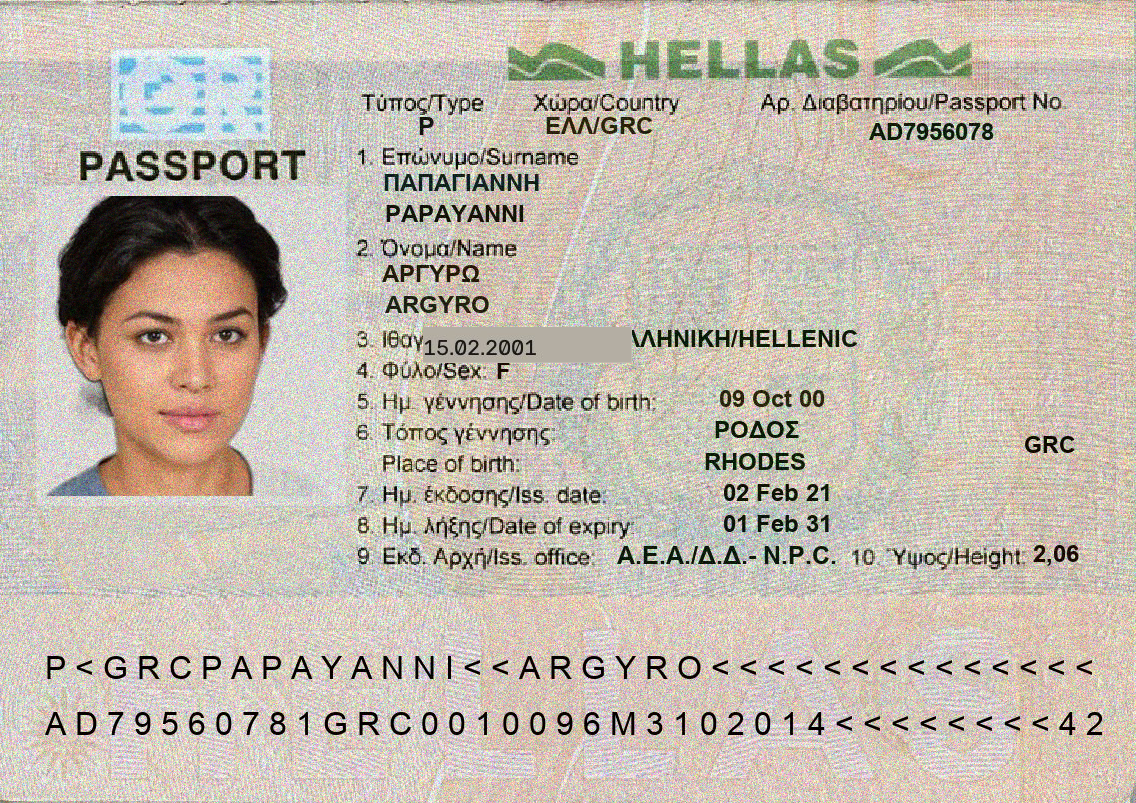 HELLAS
Τύπος/Type Χώρα/Country Αρ. Διαβατηρίου/Passport No.
P ΕΛΛ/GRC AD7956078
PASSPORT
1. Επώνυμο/Surname
ΠΑΠΑΓΙΑΝΝΗ
PAPAYANNI
2. Όνομα/Name
ΑΡΓΥΡΩ
ARGYRO
3. Ιθαγ 15.02.2001 ΛΗΝΙΚΗ/HELLENIC
4. Φύλο/Sex: F
5. Ημ. γέννησης/Date of birth: 09 Oct 00
6. Τόπος γέννησης: ΡΟΔΟΣ
GRC
Place of birth: RHODES
7. Ημ. έκδοσης/Iss. date: 02 Feb 21
8. Ημ. λήξης/Date of expiry: 01 Feb 31
9 Εκδ. Αρχή/Iss. office: Α.Ε.Α./Δ.Δ.- N.P.C. 10 Ύψος/Height: 2,06
P<GRCPAPAYANNI<<ARGYRO<<<<<<<<<<<<<<
AD79560781GRC0010096M3102014<<<<<<<<42